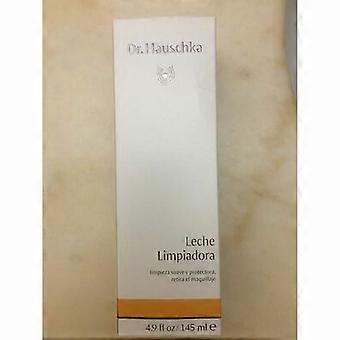 Dr. Hauschka
Leche
Limpiadora
limpieza suave y protectora,
retira el maquillaje
4.9 fl oz/145 ml e